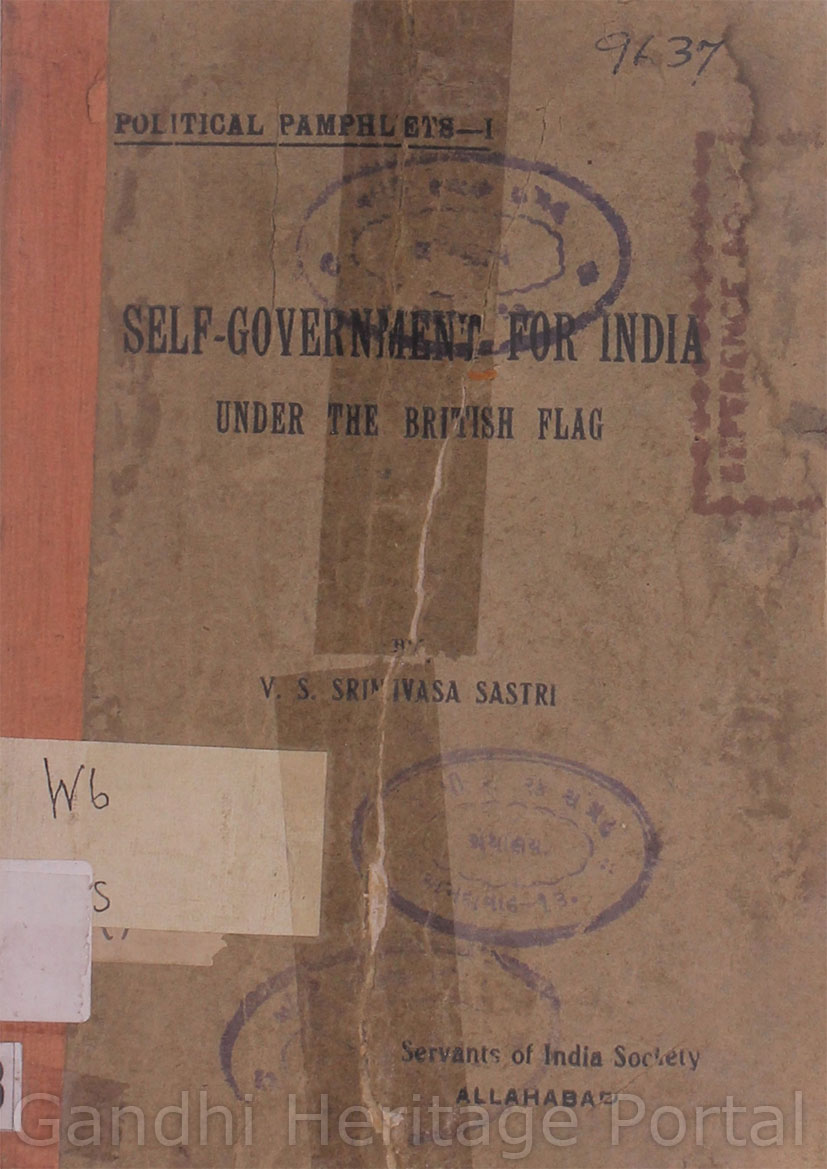 9637
POLITICAL PAMPHLETS—I
SELF-GOVERNMENT FOR INDIA
UNDER THE BRITISH FLAG
BY
V. S. SRINIVASA SASTRI
W6
S
Servants of India Society
ALLAHABAD
Gandhi Heritage Portal